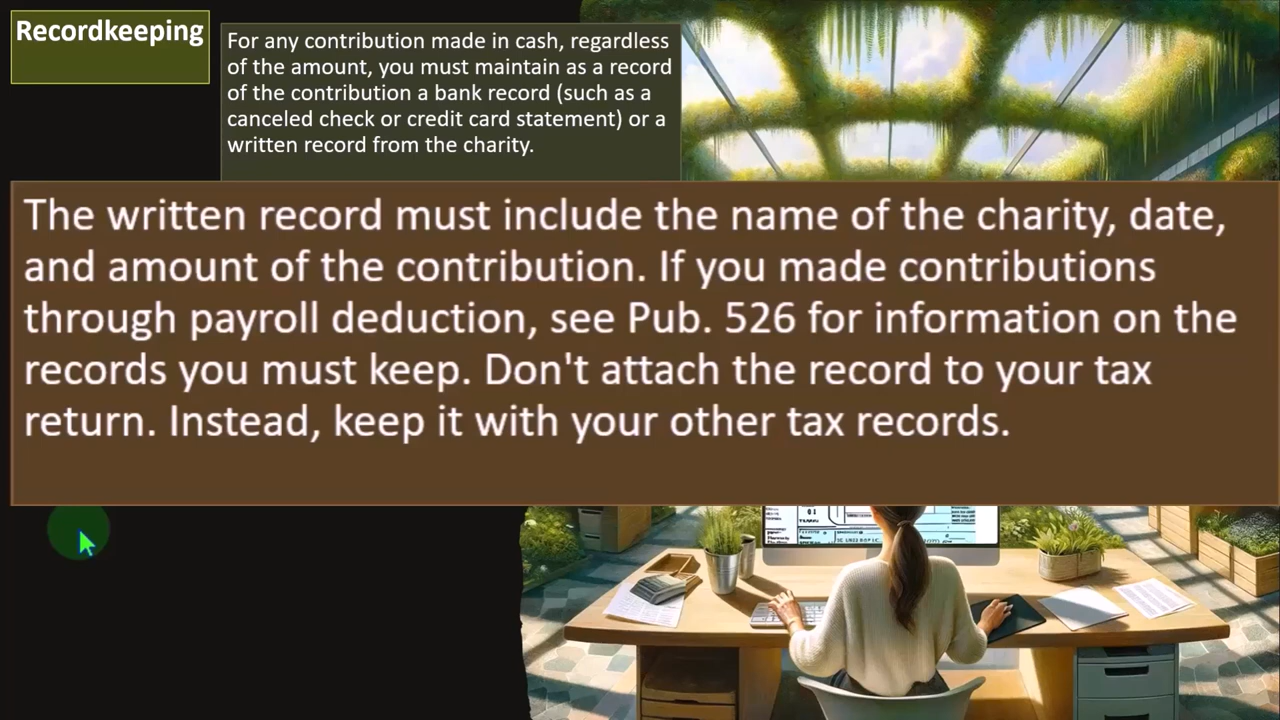 Recordkeeping
For any contribution made in cash, regardless
of the amount, you must maintain as a record
of the contribution a bank record (such as a
canceled check or credit card statement) or a
written record from the charity.
The written record must include the name of the charity, date,
and amount of the contribution. If you made contributions
through payroll deduction, see Pub. 526 for information on the
records you must keep. Don't attach the record to your tax
return. Instead, keep it with your other tax records.